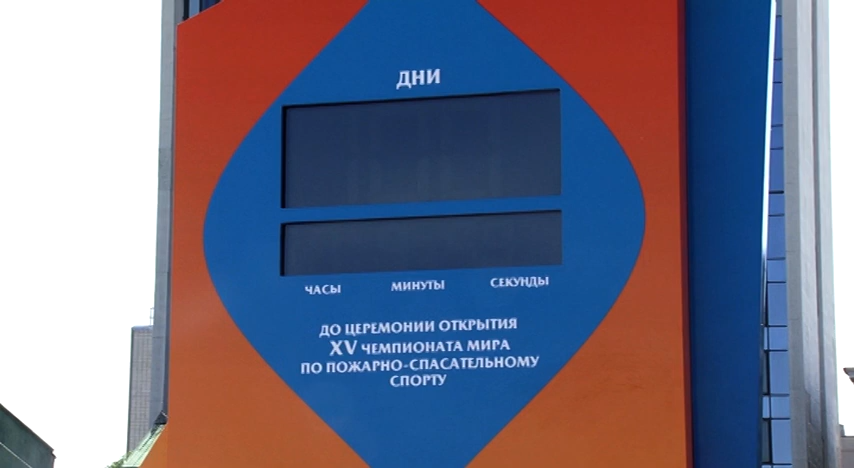 ДНИ
ЧАСЫ МИНУТЫ СЕКУНДЫ
ДО ЦЕРЕМОНИИ ОТКРЫТИЯ
XV ЧЕМПИОНАТА МИРА
ПО ПОЖАРНО-СПАСАТЕЛЬНОМУ
СПОРТУ